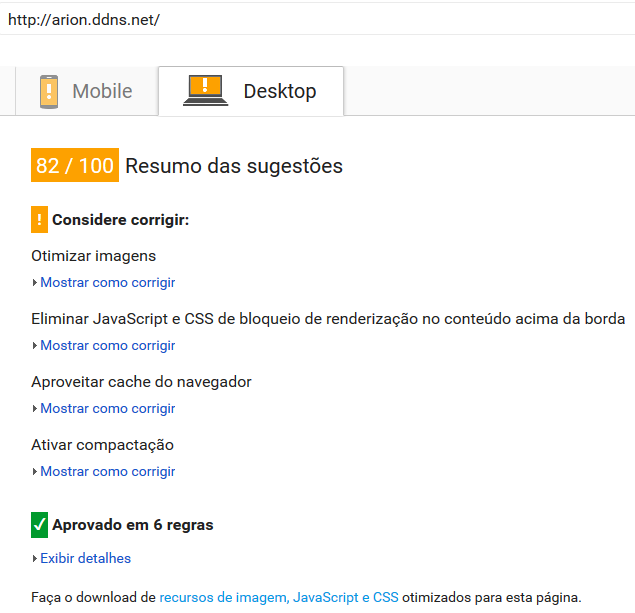 http://arion.ddns.net/
Mobile
Desktop
82 / 100 Resumo das sugestões
! Considere corrigir:
Otimizar imagens
Mostrar como corrigir
Eliminar JavaScript e CSS de bloqueio de renderização no conteúdo acima da borda
Mostrar como corrigir
Aproveitar cache do navegador
Mostrar como corrigir
Ativar compactação
Mostrar como corrigir
Aprovado em 6 regras
Exibir detalhes
Faça o download de recursos de imagem, JavaScript e CSS otimizados para esta página.